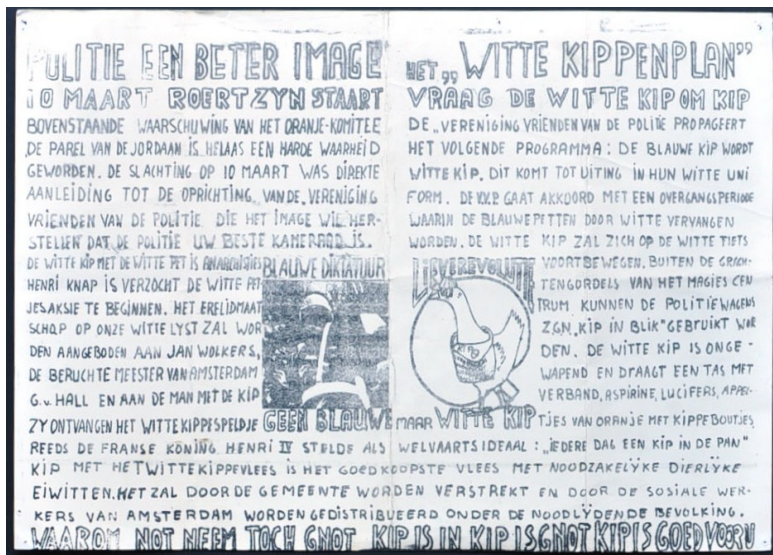 POLITIE EEN BETER IMAGE
10 MAART ROERT ZYN STAART
BOVENSTAANDE WAARSCHUWING VAN HET ORANJE-KOMITEE
DE PAREL VAN DE JORDAAN IS HELAAS EEN HARDE WAARHEID
GEWORDEN. DE SLACHTING OP 10 MAART WAS DIREKTE
AANLEIDING TOT DE OPRICHTING VAN DE. VERENIGING
VRIENDEN VAN DE POLITIE DIE HET IMAGE WIL HER-
STELLEN DAT DE POLITIE UW BESTE KAMERAAD IS.
DE WITTE KIP MET DE WITTE PET IS ANARCHISTIES
HENRI KNAP IS VERZOCHT DE WITTE PET
JESAKSIE TE BEGINNEN. HET ERELIDMAAT
SCHAP OP ONZE WITTE LYST ZAL WOR
DEN AANGEBODEN AAN JAN WOLKERS,
DE BERUCHTE MEESTER VAN AMSTERDAM
G.v. HALL EN AAN DE MAN MET DE KIP
ZY ONTVANGEN HET WITTE KIPPESPELDJE
BLAUWE DIKTATUUR
HET „WITTE KIPPENPLAN”
VRAAG DE WITTE KIP OM KIP
DE „VERENIGING VRIENDEN VAN DE POLITIE PROPAGEERT
HET VOLGENDE PROGRAMMA: DE BLAUWE KIP WORDT
WITTE KIP. DIT KOMT TOT UITING IN HUN WITTE UNI
FORM. DE V.V.P. GAAT AKKOORD MET EEN OVERGANGSPERIODE
WAARIN DE BLAUWE PETTEN DOOR WITTE VERVANGEN
WORDEN. DE WITTE KIP ZAL ZICH OP DE WITTE FIETS
VOORTBEWEGEN. BUITEN DE GRACH-
TENGORDELS VAN HET MAGIES CEN
TRUM KUNNEN DE POLITIEWAGENS
ZGN. „KIP IN BLIK” GEBRUIKT WOR
DEN. DE WITTE KIP IS ONGE-
WAPEND EN DRAAGT EEN TAS MET
VERBAND, ASPIRINE, LUCIFERS, APPEL-
TJES VAN ORANJE MET KIPPEBOUTJES
LIEVEREVOLUTIE
GEEN BLAUWE MAAR WITTE KIP
REEDS DE FRANSE KONING HENRI IV STELDE ALS WELVAARTSIDEAAL: „IEDERE DAG EEN KIP IN DE PAN”
KIP MET HET WITTE KIPPEVLEES IS HET GOEDKOOPSTE VLEES MET NOODZAKELYKE DIERLYKE
EIWITTEN. HET ZAL DOOR DE GEMEENTE WORDEN VERSTREKT EN DOOR DE SOSIALE WER-
KERS VAN AMSTERDAM WORDEN GEDISTRIBUEERD ONDER DE NOODLYDENDE BEVOLKING.
WAAROM NOT NEEM TOCH GNOT KIP IS IN KIP IS GNOT KIP IS GOED VOOR U